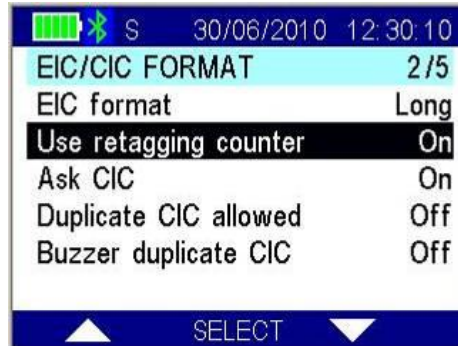 S 30/06/2010 12:30:10
EIC/CIC FORMAT 2/5
EIC format Long
Use retagging counter On
Ask CIC On
Duplicate CIC allowed Off
Buzzer duplicate CIC Off
SELECT